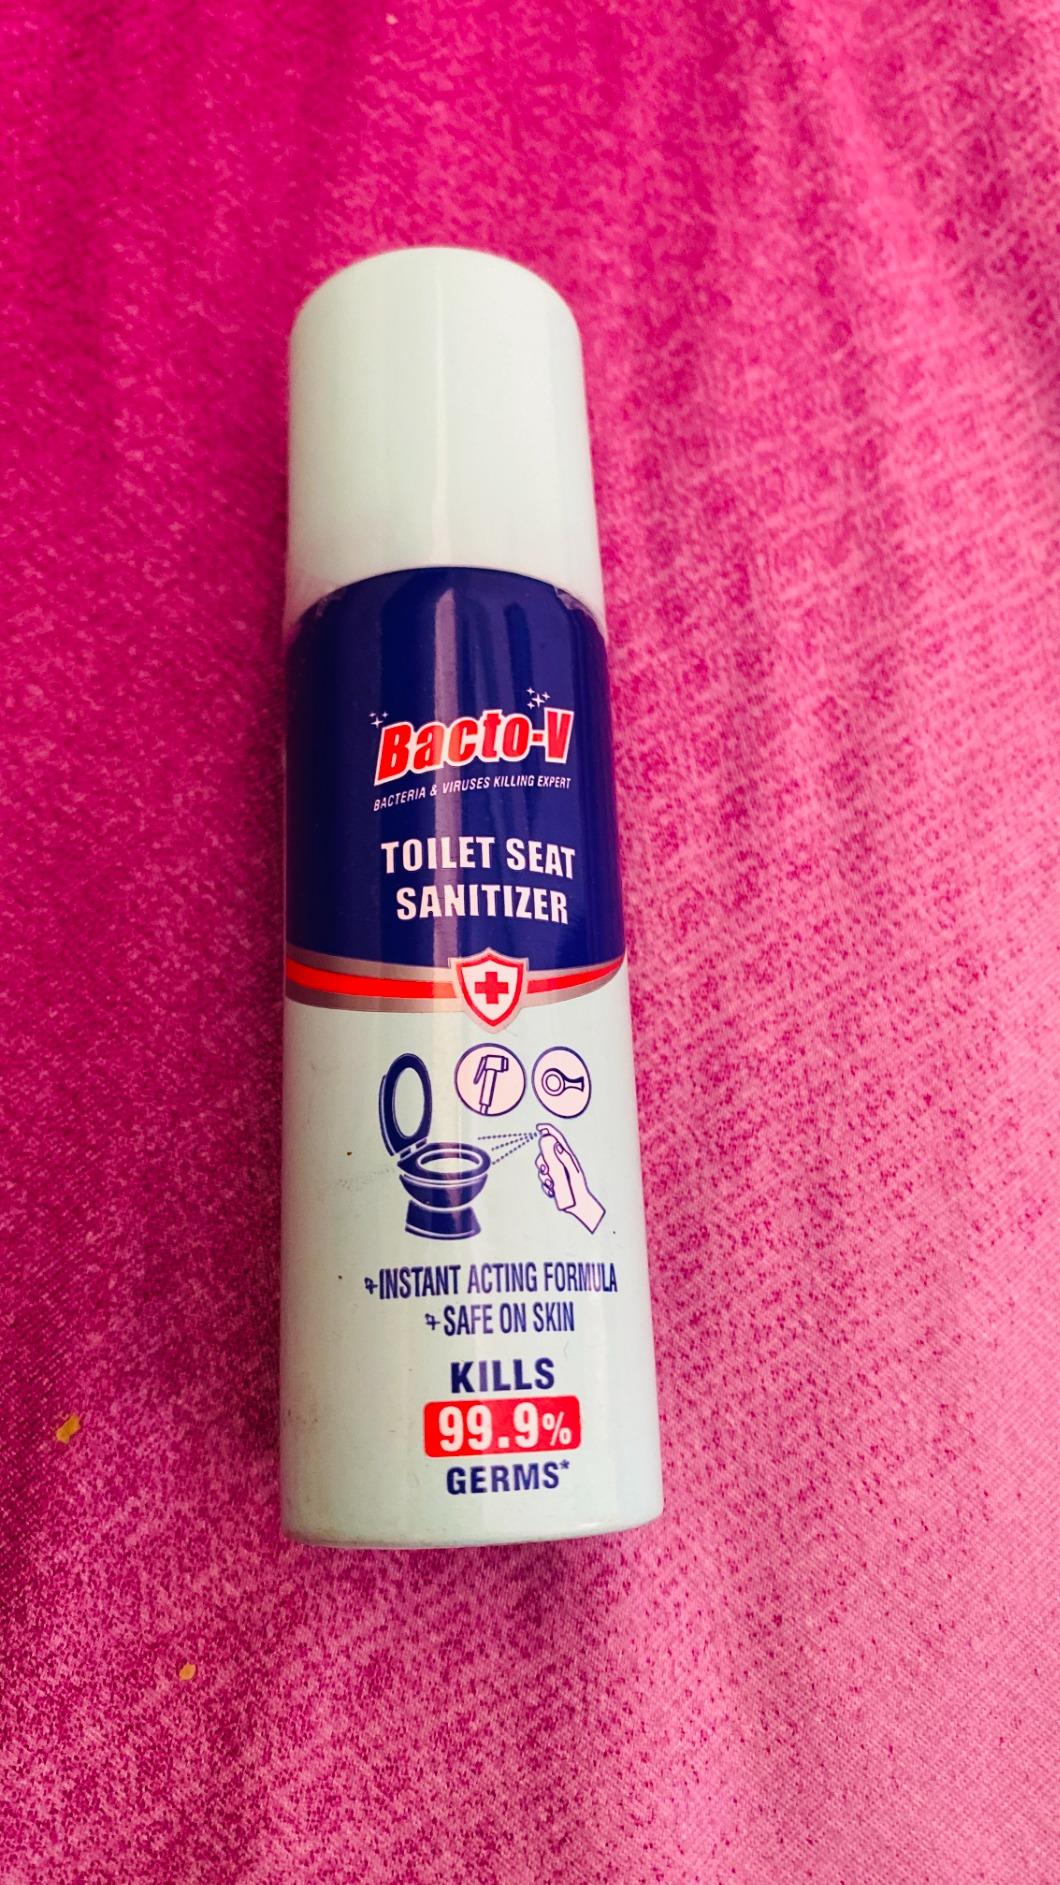 Bacto-V
BACTERIA & VIRUSES KILLING EXPERT
TOILET SEAT
SANITIZER
INSTANT ACTING FORMULA
SAFE ON SKIN
KILLS
99.9%
GERMS*